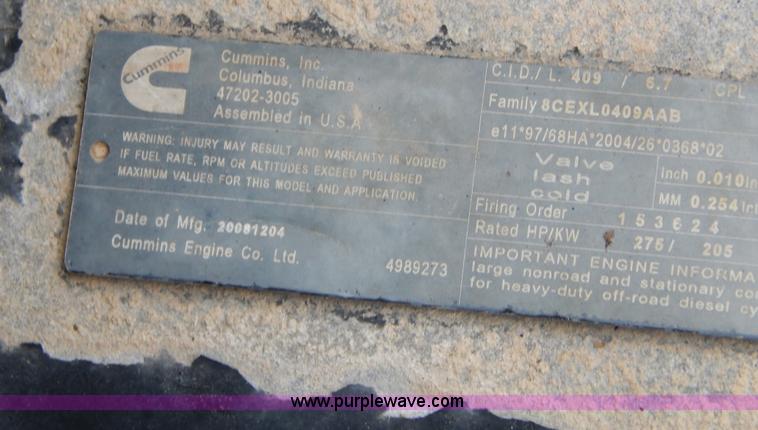 Cummins
Cummins, Inc.
Columbus, Indiana
47202-3005
Assembled in U.S.A
WARNING: INJURY MAY RESULT AND WARRANTY IS VOIDED
IF FUEL RATE, RPM OR ALTITUDES EXCEED PUBLISHED
MAXIMUM VALUES FOR THIS MODEL AND APPLICATION
Date of Mfg. 20081204
Cummins Engine Co. Ltd.
4989273
C.I.D./ L. 409 / 6.7 CPL
Family 8CEXL0409AAB
e11*97/68HA*2004/26*0368*02
Valve
lash
cold
Inch 0.010 In
MM 0.254 Int
Firing Order 1 5 3 6 2 4
Rated HP/KW 275 / 205
IMPORTANT ENGINE INFORMA
large nonroad and stationary co
for heavy-duty off-road diesel cy
www.purplewave.com